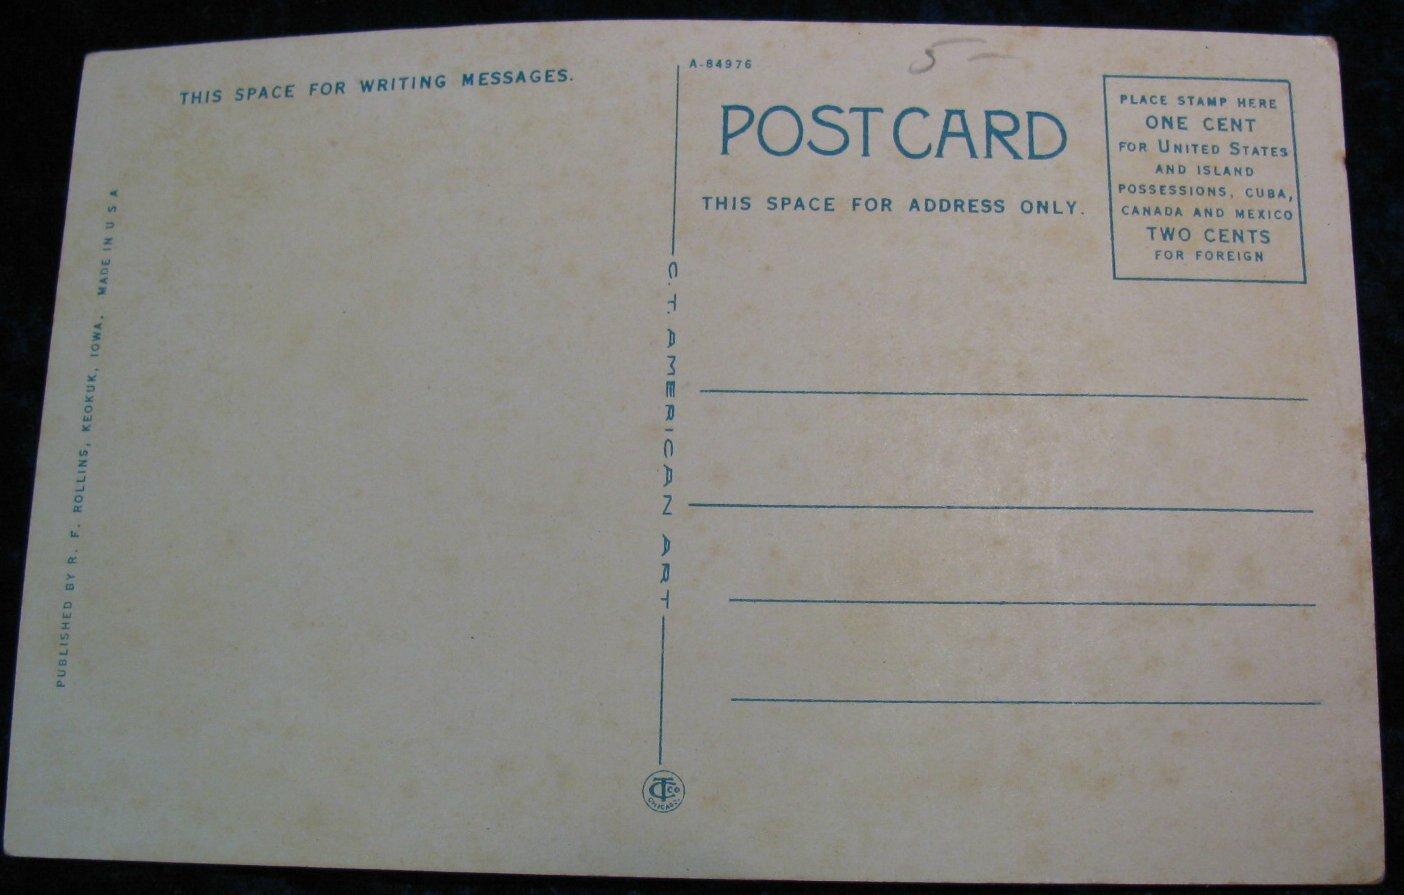 THIS SPACE FOR WRITING MESSAGES.
PUBLISHED BY R. F. ROLLINS, KEOKUK, IOWA. MADE IN U S A
C. T. AMERICAN ART
CT Co
CHICAGO
A-84976
5-
POSTCARD
THIS SPACE FOR ADDRESS ONLY.
PLACE STAMP HERE
ONE CENT
FOR UNITED STATES
AND ISLAND
POSSESSIONS, CUBA,
CANADA AND MEXICO
TWO CENTS
FOR FOREIGN